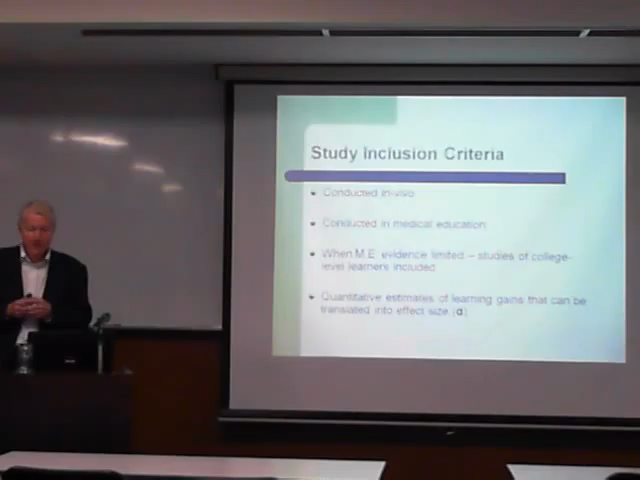 Study Inclusion Criteria
Conducted in-vivo
Conducted in medical education
When M.E. evidence limited – studies of college-
level learners included
Quantitative estimates of learning gains that can be
translated into effect size (d)